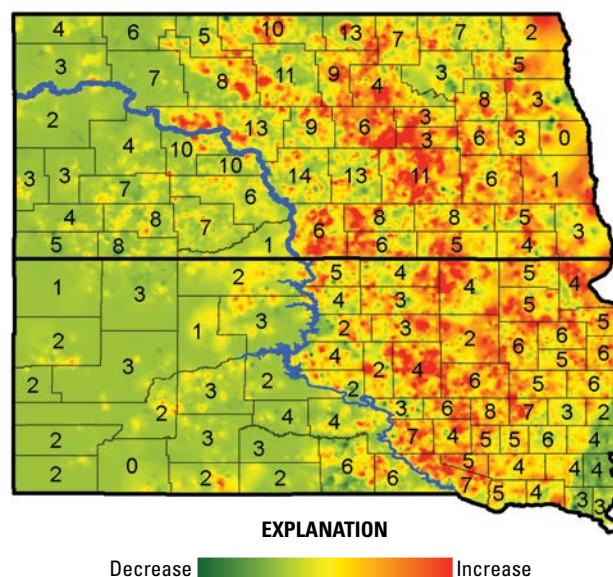 4 6 5 10 13 7 7 2
3 7 8 11 9 4 3 5
2 8 3
13 9 6 3 6 3 0
4 10 10 3
3 3 7 6 14 13 11 6 1
4 8 7 6 8 8 5 3
5 8 1 6 5 4
1 3 2 5 4 4 4
4 3 5 5
2 1 3 2 3 2 6 6 6
3 4 5 6
2 2 3 2 2 4 6 5 6
2 2 3 6 8 7 3 2
2 3 4 4 7 4 5 5 6 4
3 5
2 0 2 2 6 6 7 5 4 4 4
4 3 3
EXPLANATION
Decrease Increase